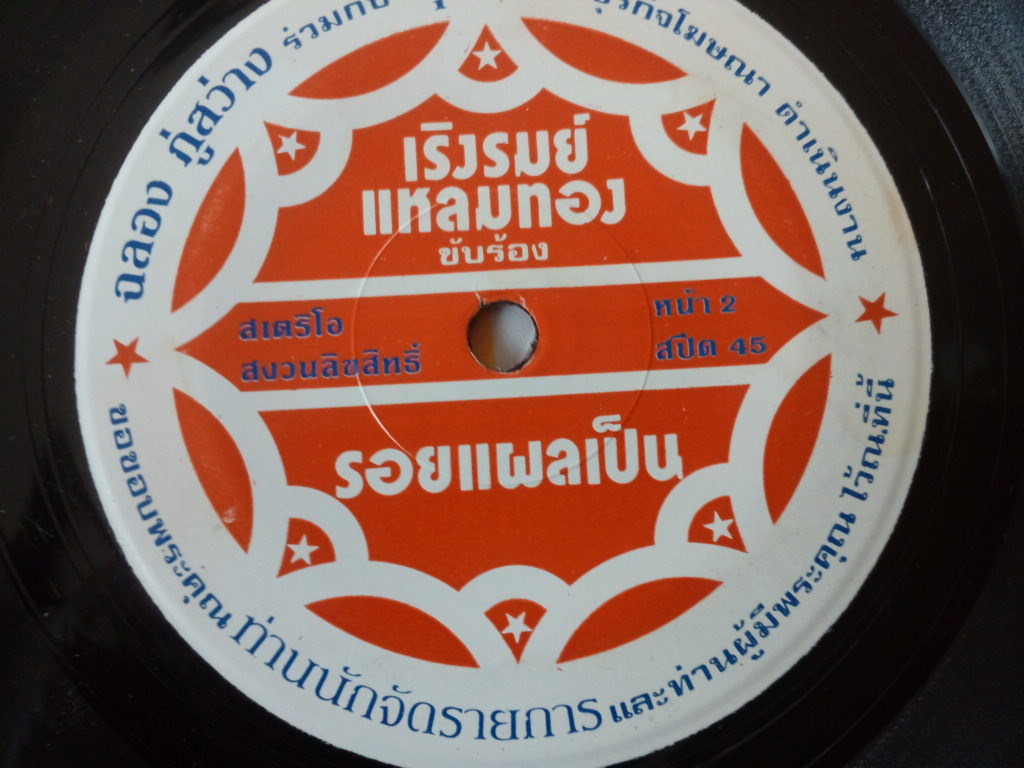 ฉลอง ภู่สว่าง ร่วมกับ
ธุรกิจโฆษณา ดำเนินงาน
เริงรมย์
แหลมทอง
ขับร้อง
สเตริโอ
สงวนลิขสิทธิ์
หน้า 2
สปีด 45
รอยแผลเป็น
ขอขอบพระคุณ ท่านนักจัดรายการ และท่านผู้มีพระคุณ ไว้ณที่นี้